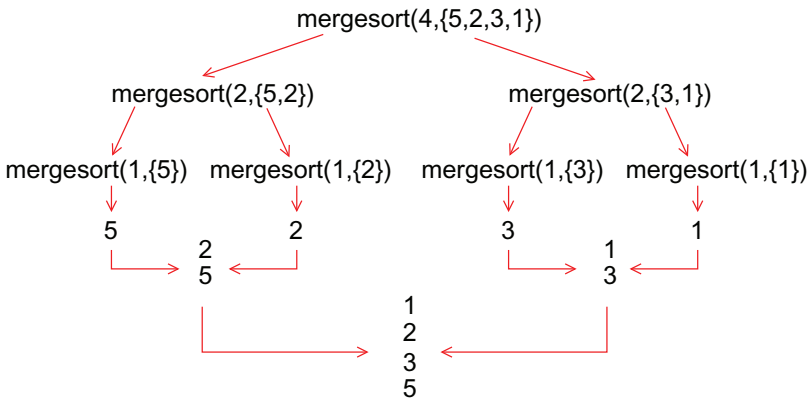 mergesort(4,{5,2,3,1})
mergesort(2,{5,2}) mergesort(2,{3,1})
mergesort(1,{5}) mergesort(1,{2}) mergesort(1,{3}) mergesort(1,{1})
5 2 3 1
2 1
5 3
1
2
3
5